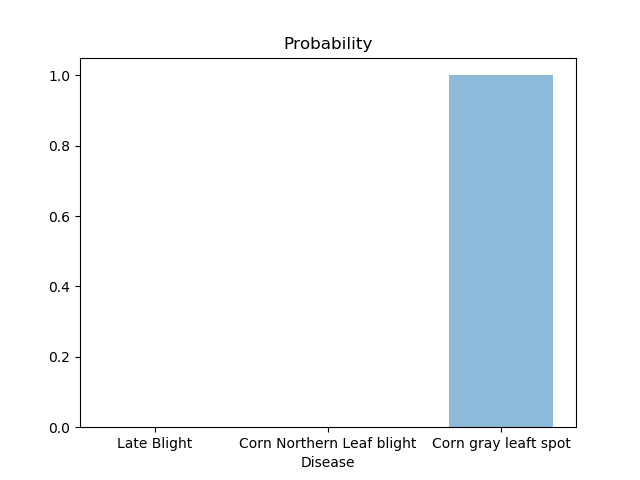 Probability
1.0
0.8
0.6
0.4
0.2
0.0
Late Blight
Corn Northern Leaf blight
Corn gray leaft spot
Disease